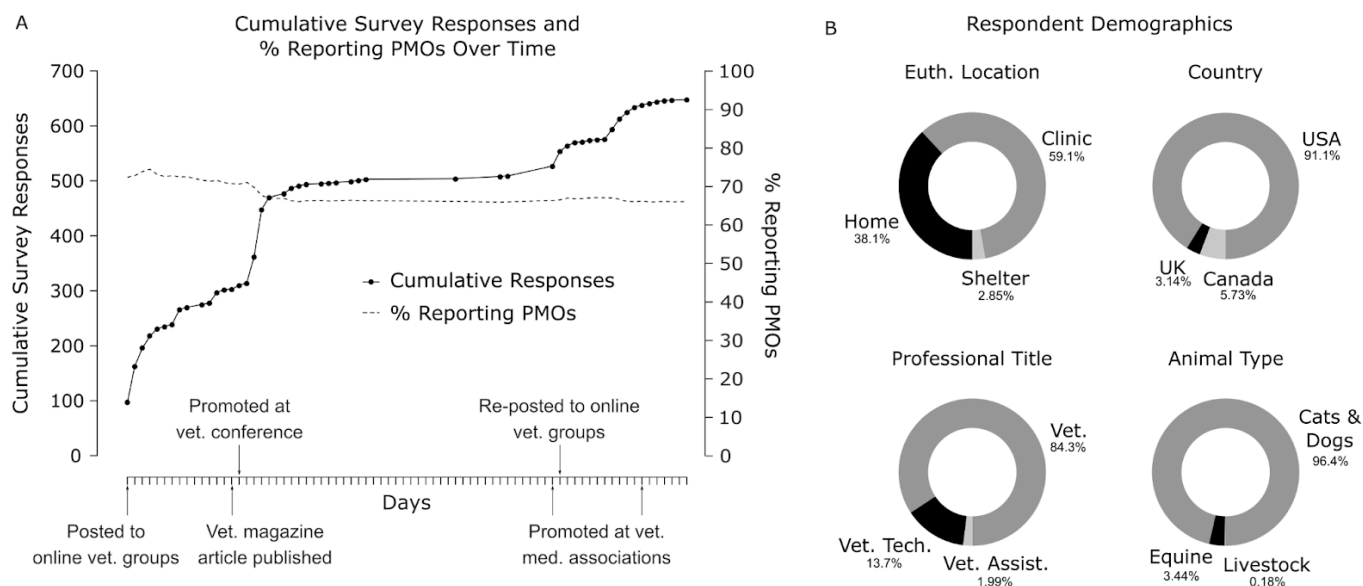 A
Cumulative Survey Responses and
% Reporting PMOs Over Time
Cumulative Survey Responses
700
600
500
400
300
200
100
0
100
90
80
70
60
50
40
30
20
10
0
% Reporting PMOs
Cumulative Responses
% Reporting PMOs
Promoted at
vet. conference
Re-posted to online
vet. groups
Days
Posted to
online vet. groups
Vet. magazine
article published
Promoted at vet.
med. associations
B
Respondent Demographics
Euth. Location
Clinic
59.1%
Home
38.1%
Shelter
2.85%
Country
USA
91.1%
UK
3.14%
Canada
5.73%
Professional Title
Vet.
84.3%
Vet. Tech.
13.7%
Vet. Assist.
1.99%
Animal Type
Cats &
Dogs
96.4%
Equine
3.44%
Livestock
0.18%